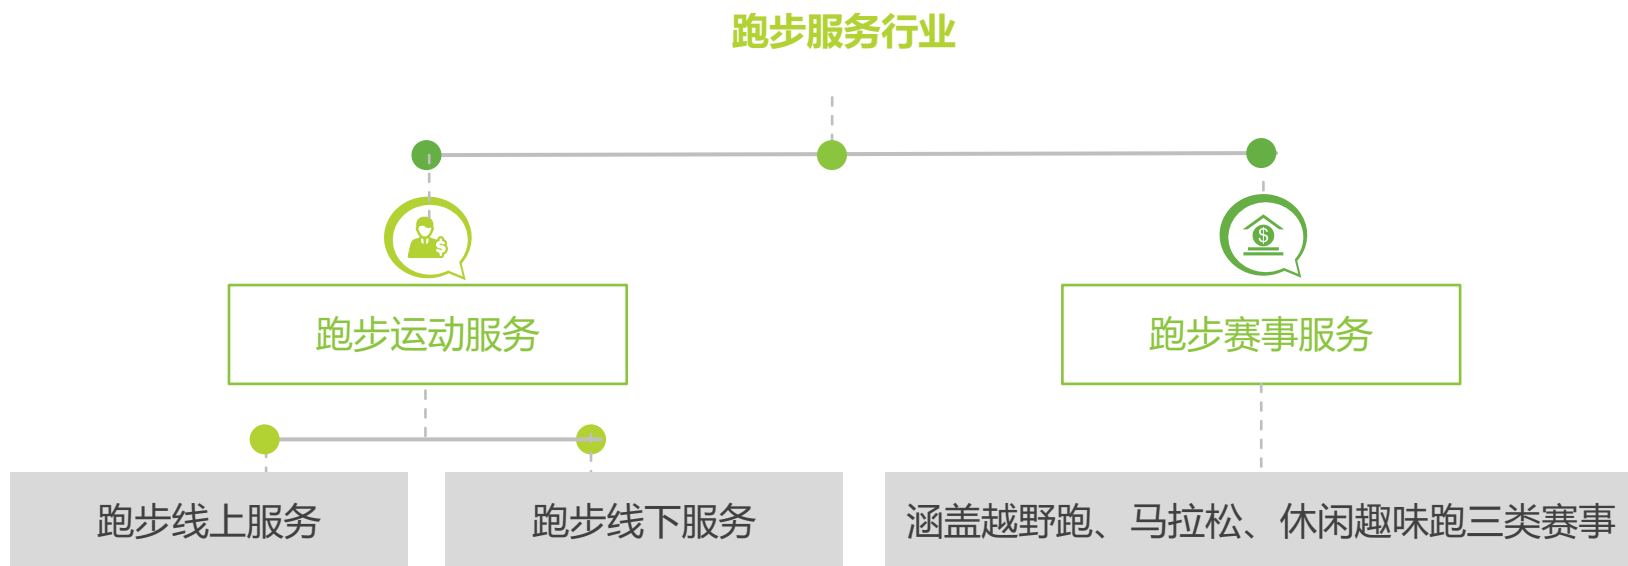 跑步服务行业
跑步运动服务
跑步赛事服务
跑步线上服务
跑步线下服务
涵盖越野跑、马拉松、休闲趣味跑三类赛事